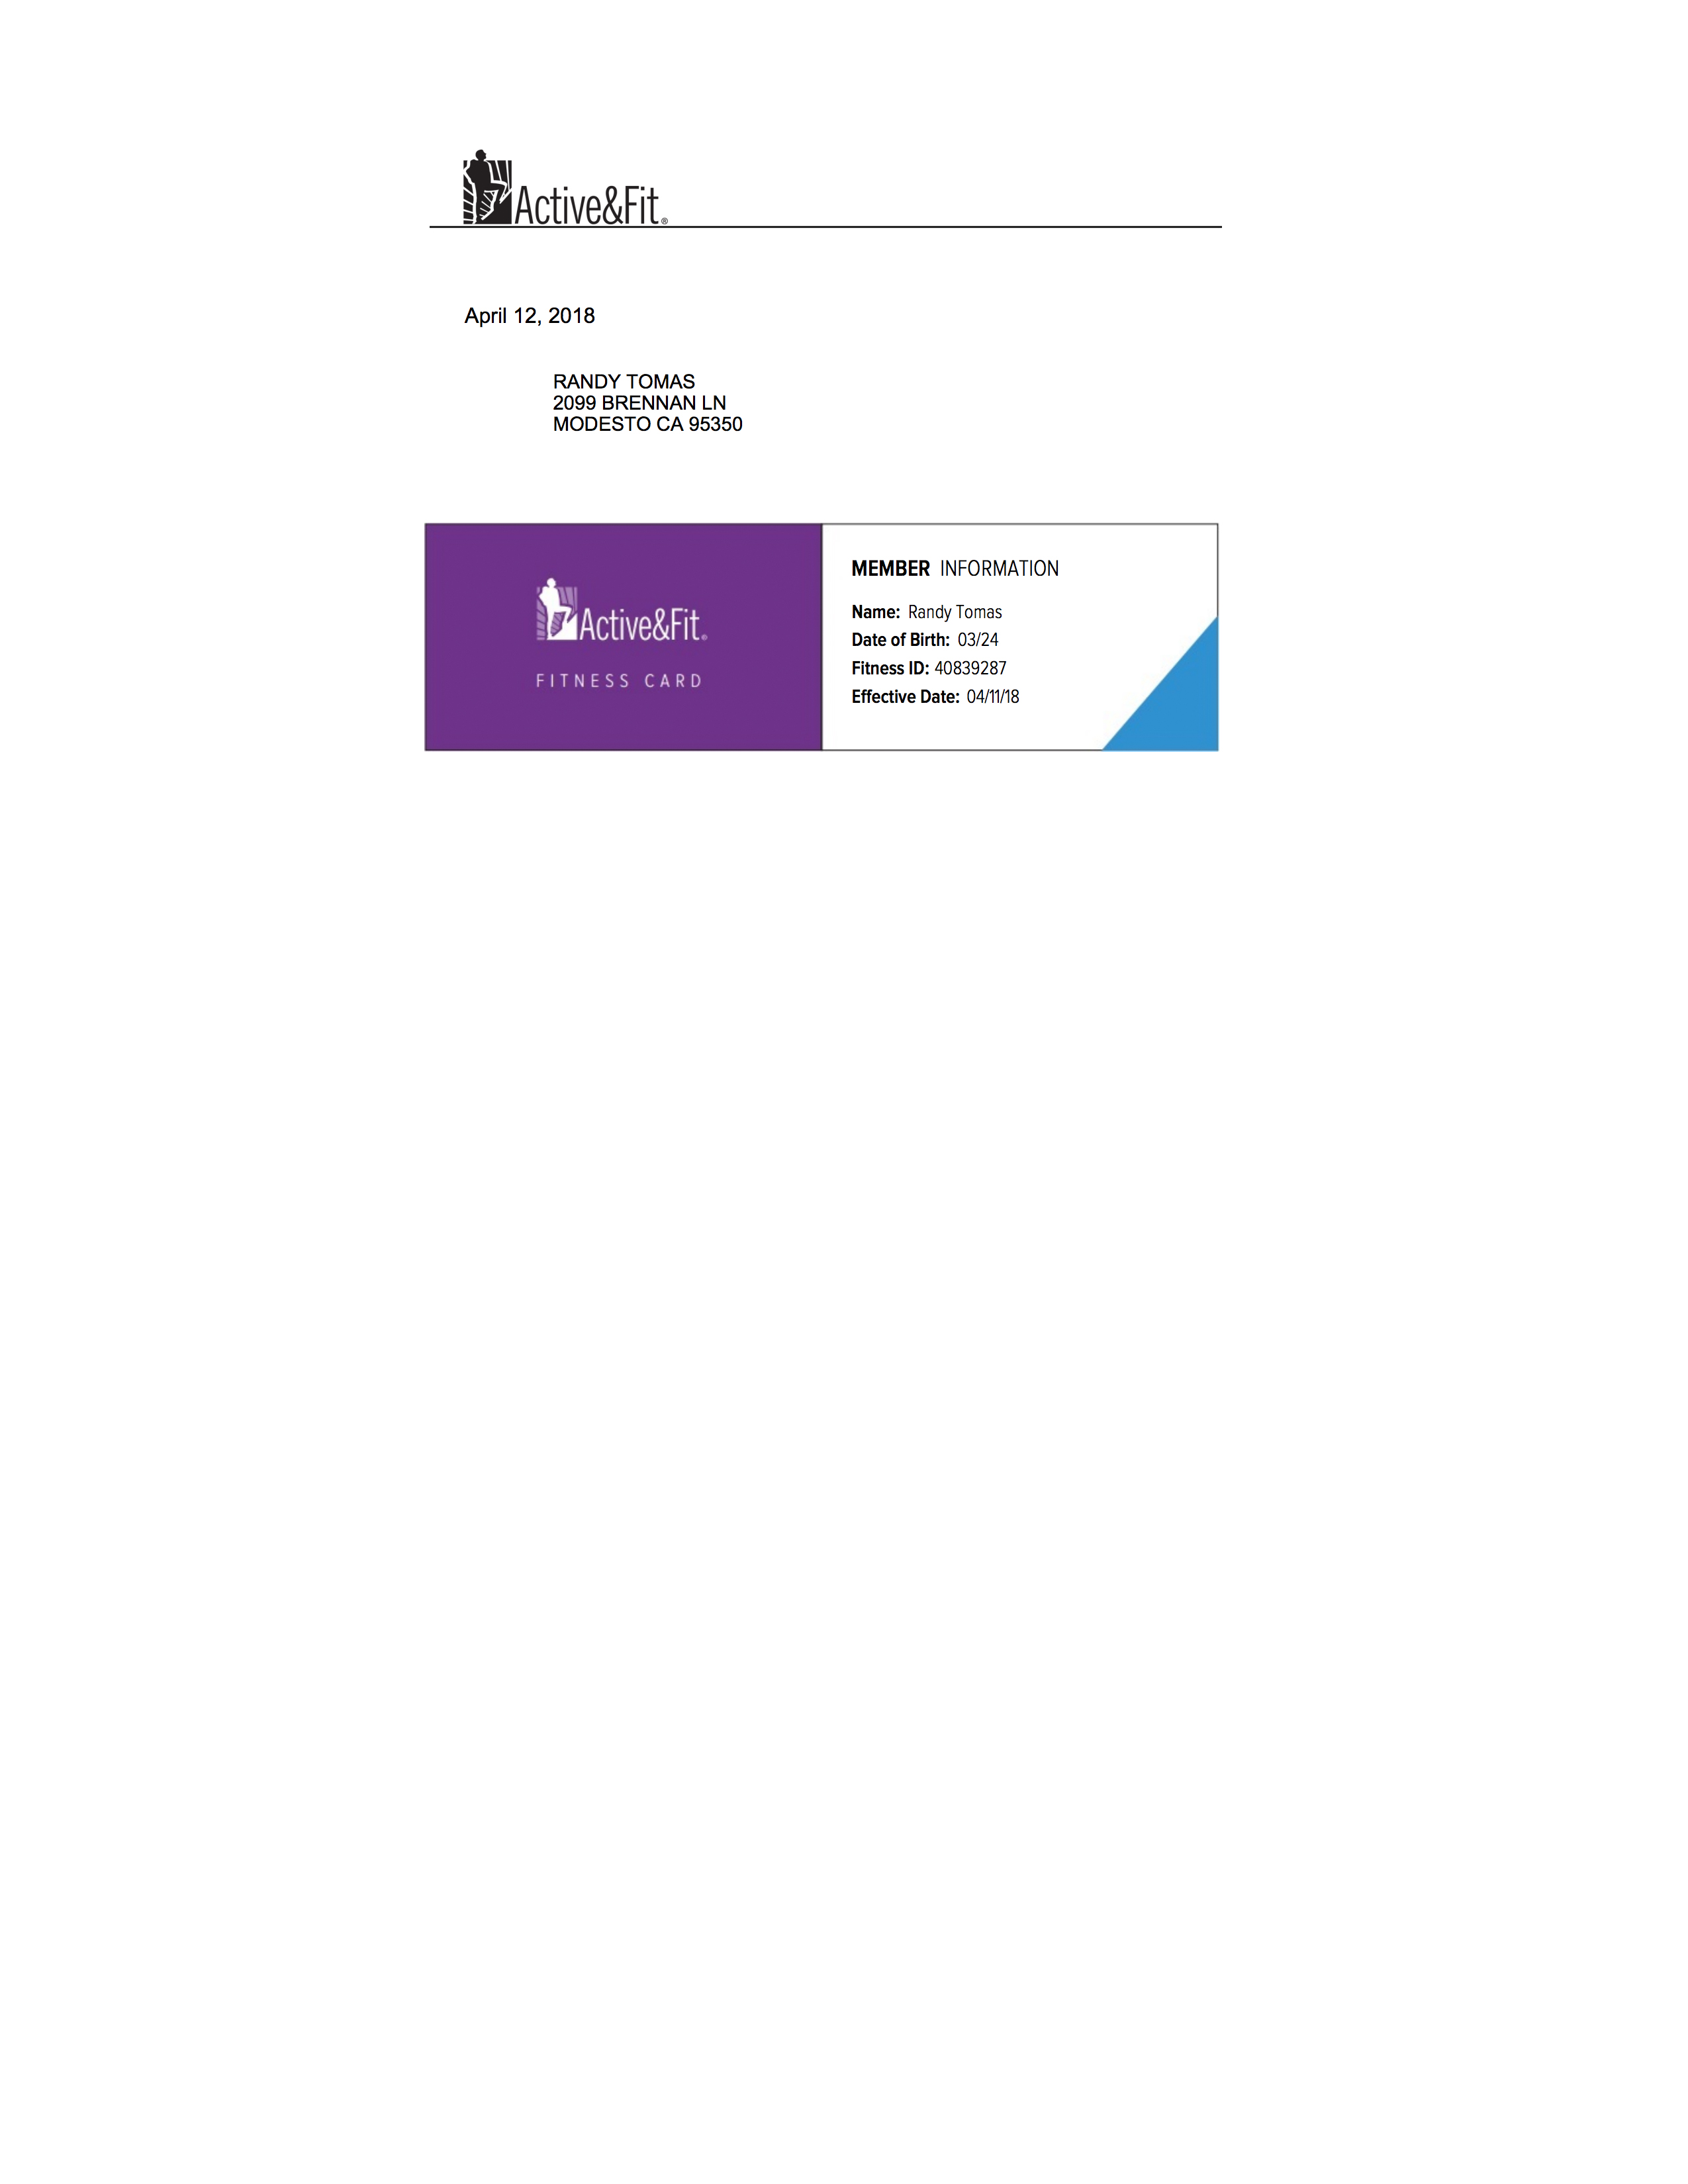 Active&Fit®
April 12, 2018
RANDY TOMAS
2099 BRENNAN LN
MODESTO CA 95350
Active&Fit®
FITNESS CARD
MEMBER INFORMATION
Name: Randy Tomas
Date of Birth: 03/24
Fitness ID: 40839287
Effective Date: 04/11/18